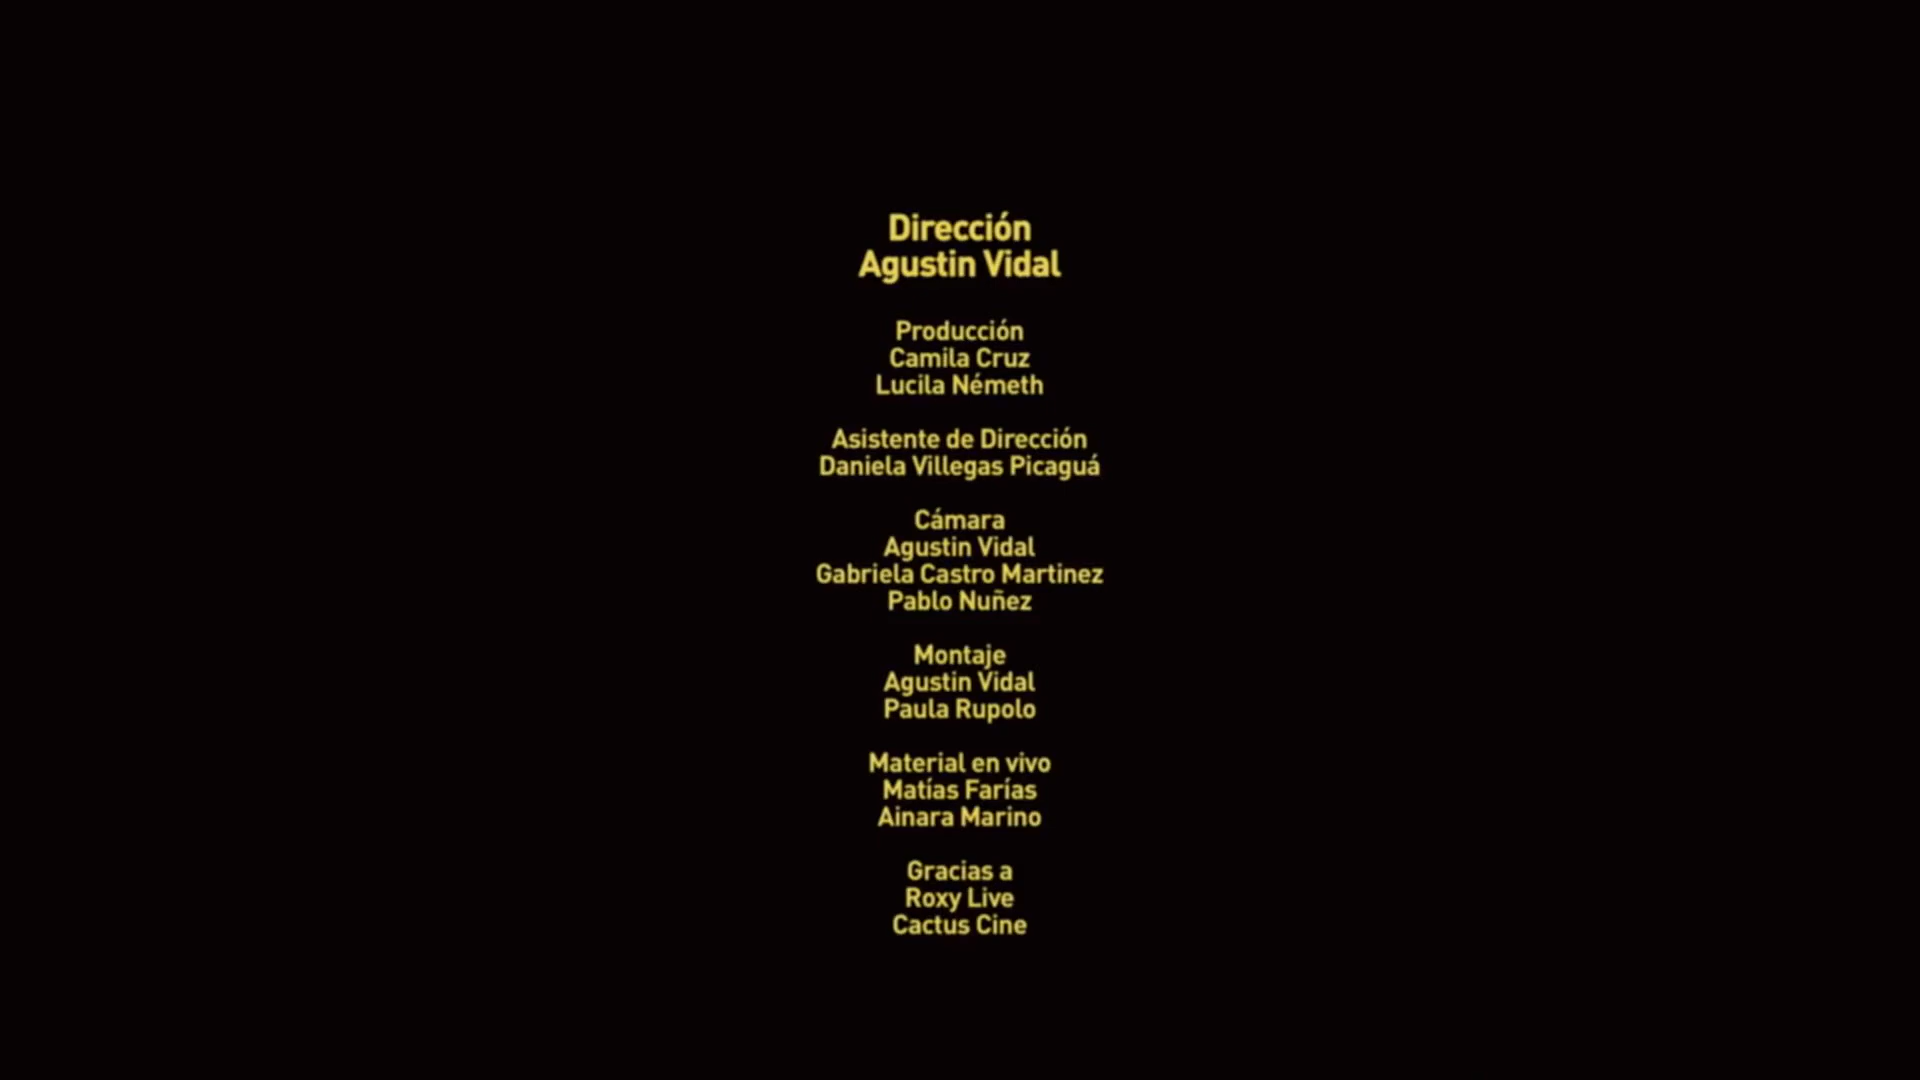 Dirección
Agustin Vidal
Producción
Camila Cruz
Lucila Németh
Asistente de Dirección
Daniela Villegas Picaguá
Cámara
Agustin Vidal
Gabriela Castro Martinez
Pablo Nuñez
Montaje
Agustin Vidal
Paula Rupolo
Material en vivo
Matías Farías
Ainara Marino
Gracias a
Roxy Live
Cactus Cine